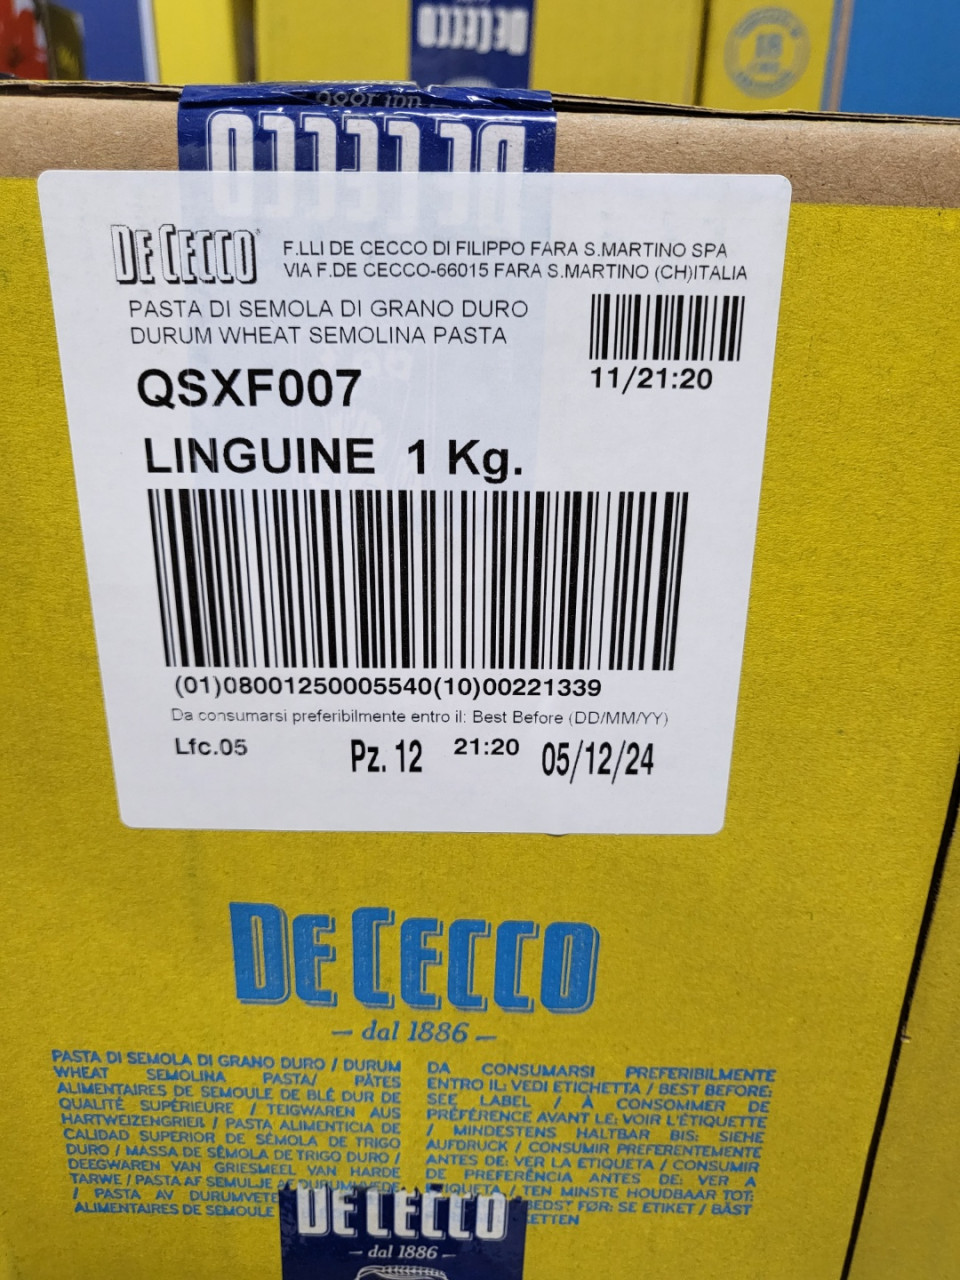 DE CECCO
DE CECCO
DE CECCO
F.LLI DE CECCO DI FILIPPO FARA S.MARTINO SPA
VIA F.DE CECCO-66015 FARA S.MARTINO (CH)ITALIA
PASTA DI SEMOLA DI GRANO DURO
DURUM WHEAT SEMOLINA PASTA
11/21:20
QSXF007
LINGUINE 1 Kg.
(01)08001250005540(10)00221339
Da consumarsi preferibilmente entro il: Best Before (DD/MM/YY)
Lfc.05 Pz. 12 21:20 05/12/24
DE CECCO
– dal 1886 –
PASTA DI SEMOLA DI GRANO DURO / DURUM
WHEAT SEMOLINA PASTA/ PÂTES
ALIMENTAIRES DE SEMOULE DE BLÉ DUR DE
QUALITÉ SUPÉRIEURE / TEIGWAREN AUS
HARTWEIZENGRIEß / PASTA ALIMENTICIA DE
CALIDAD SUPERIOR DE SÉMOLA DE TRIGO
DURO / MASSA DE SÊMOLA DE TRIGO DURO /
DEEGWAREN VAN GRIESMEEL VAN HARDE
TARWE / PASTA AF SEMULJE
/ PASTA AV DURUMVETE
ALIMENTAIRES DE SEMOULE
DA CONSUMARSI PREFERIBILMENTE
ENTRO IL: VEDI ETICHETTA / BEST BEFORE:
SEE LABEL / À CONSOMMER DE
PRÉFÉRENCE AVANT LE: VOIR L'ÉTIQUETTE
/ MINDESTENS HALTBAR BIS: SIEHE
AUFDRUCK / CONSUMIR PREFERENTEMENTE
ANTES DE: VER LA ETIQUETA / CONSUMIR
DE PREFERÊNCIA ANTES DE: VER A
/ TEN MINSTE HOUDBAAR TOT:
FØR: SE ETIKET / BÄST
DE CECCO
– dal 1886 –